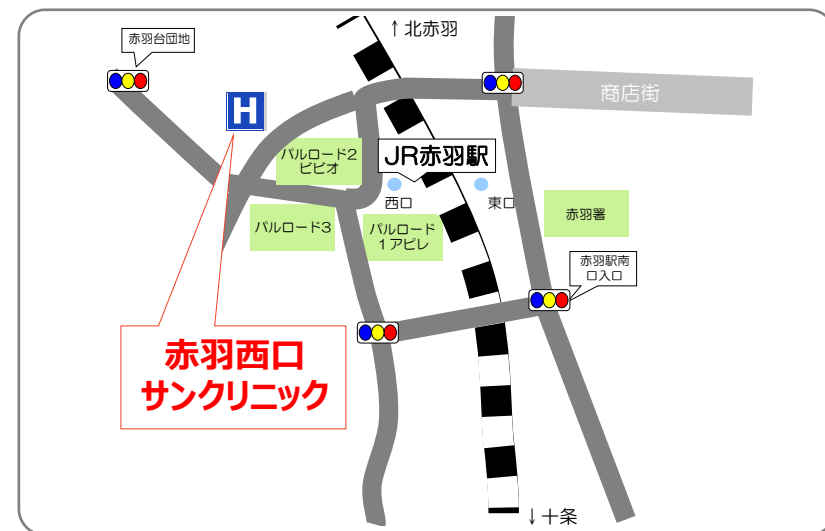 ↑北赤羽
赤羽台団地
H
商店街
パルロード2
ビビオ
JR赤羽駅
西口
東口
赤羽署
パルロード3
パルロード
1アピレ
赤羽駅南
口入口
赤羽西口
サンクリニック
↓十条